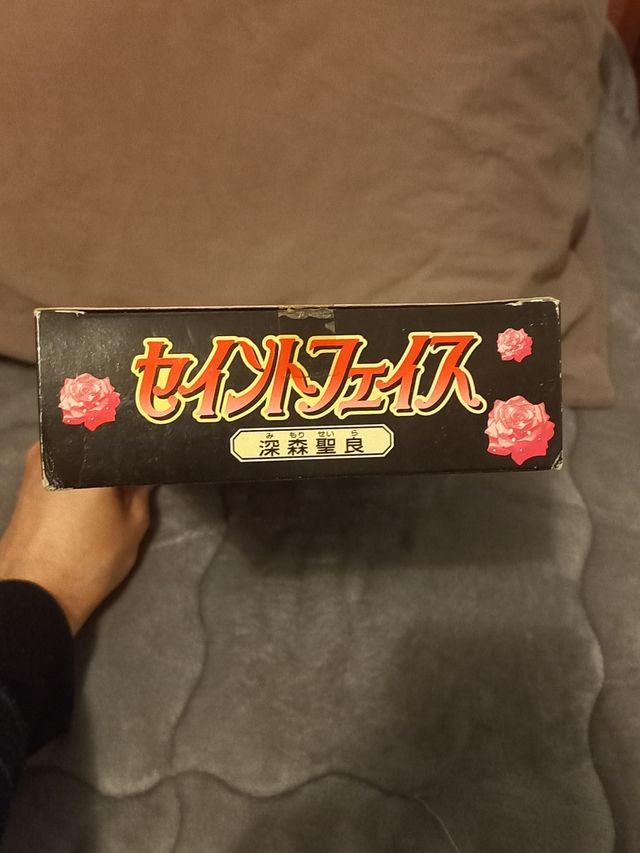 セイントフェイス
みもりせいら
深森聖良